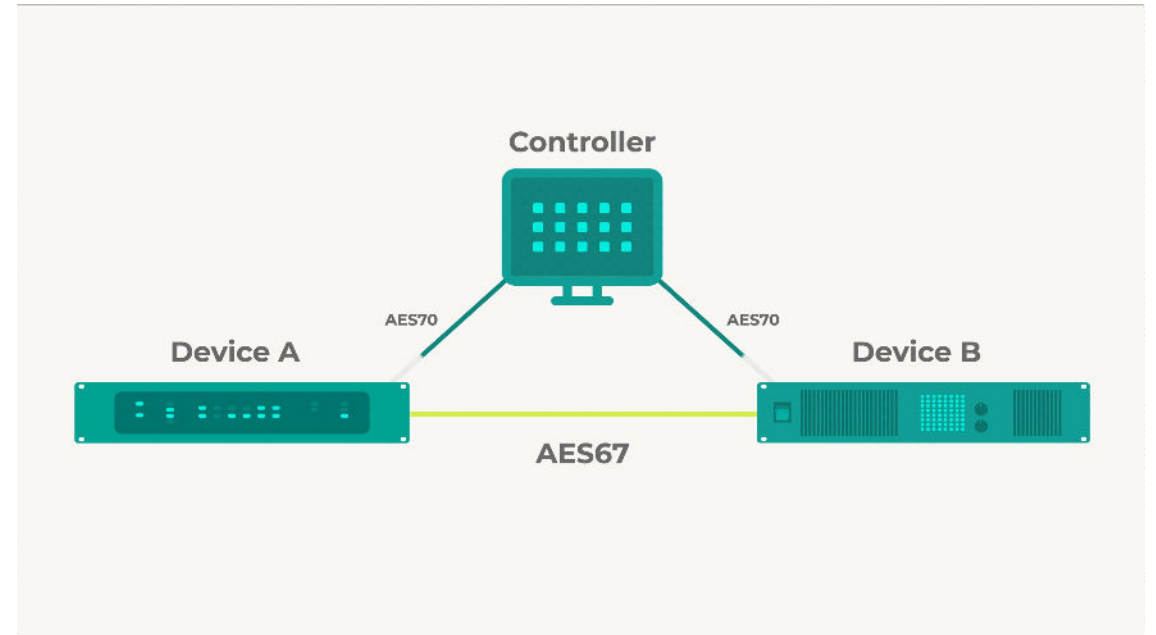 Controller
AES70
AES70
Device A
Device B
AES67